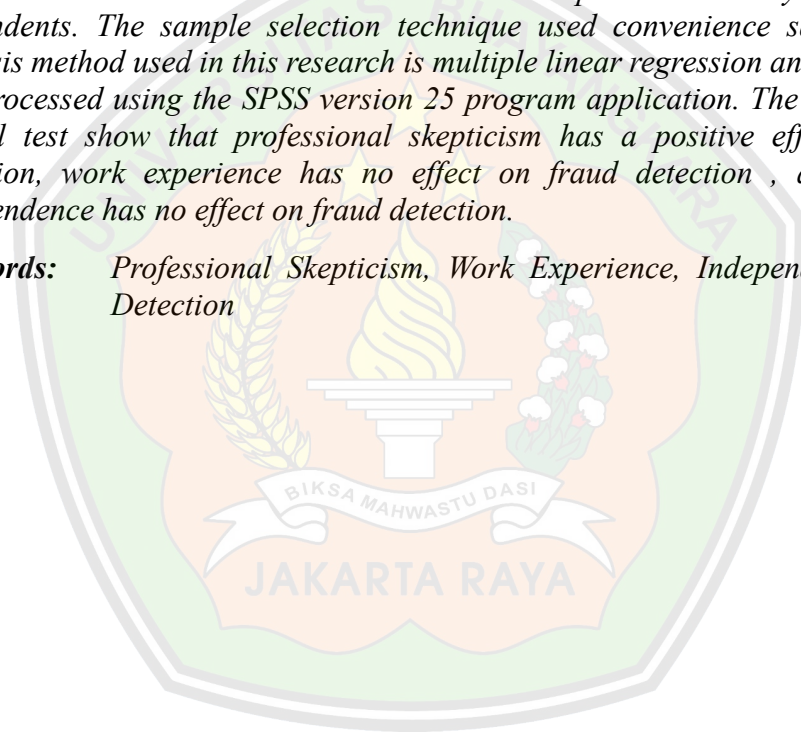 ndents. The sample selection technique used convenience s
is method used in this research is multiple linear regression an
rocessed using the SPSS version 25 program application. The
l test show that professional skepticism has a positive eff
ion, work experience has no effect on fraud detection , a
endence has no effect on fraud detection.
ords: Professional Skepticism, Work Experience, Indepen
Detection
UNIVERSITAS BHAYANGKARA
BIKSA MAHWASTU DASI
JAKARTA RAYA